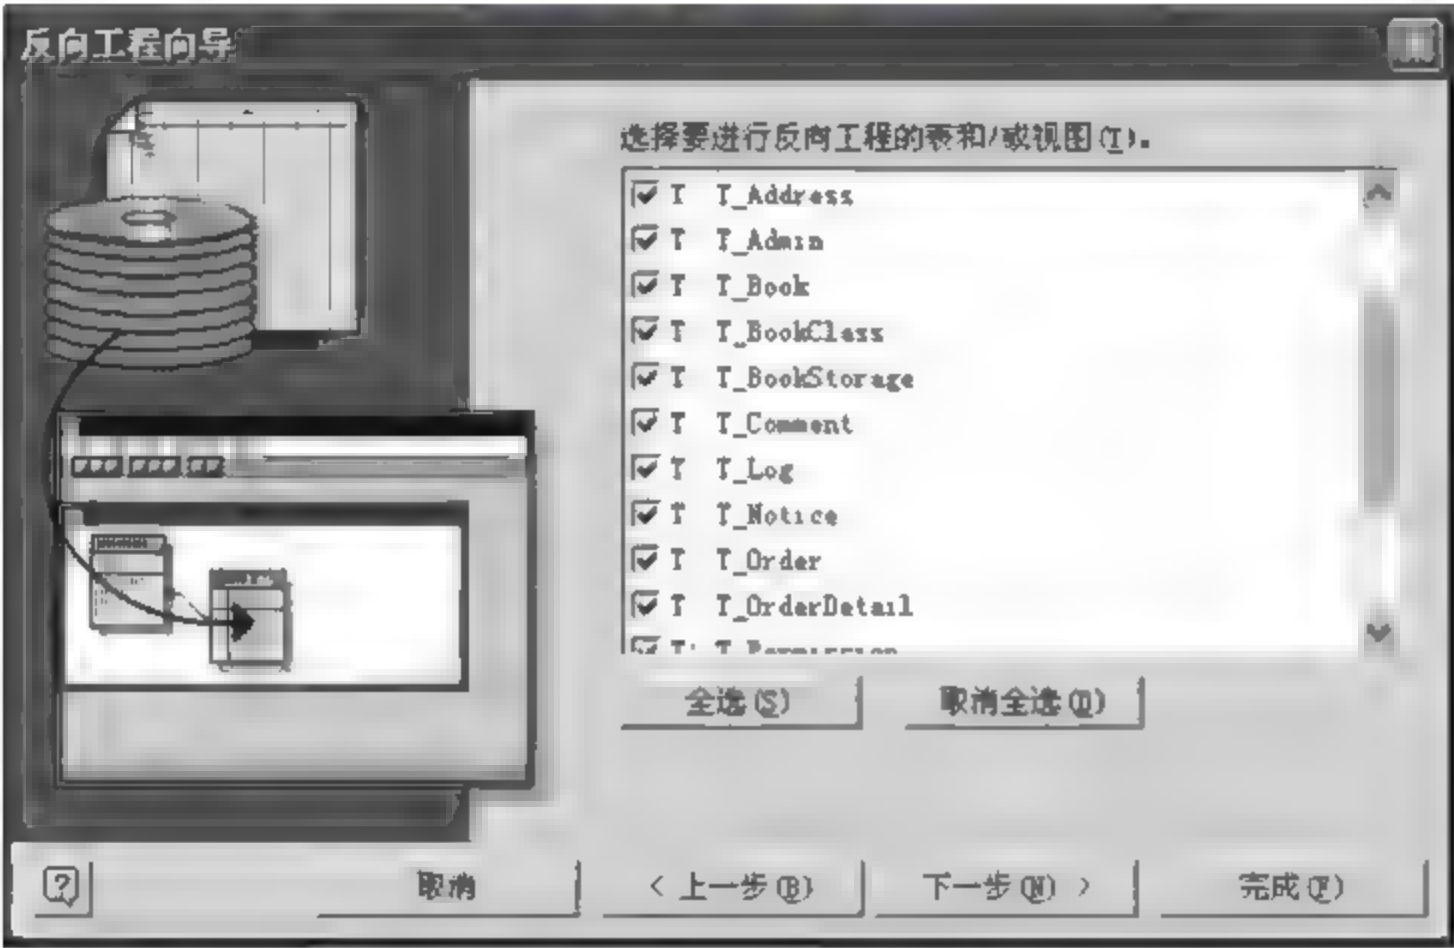 反向工程向导
选择要进行反向工程的表和/或视图(T)。
T T_Address
T T_Admin
T T_Book
T T_BookClass
T T_BookStorage
T T_Comment
T T_Log
T T_Notice
T T_Order
T T_OrderDetail
T T_Permission
全选(S) 取消全选(D)
? 取消 < 上一步(B) 下一步(N) > 完成(F)